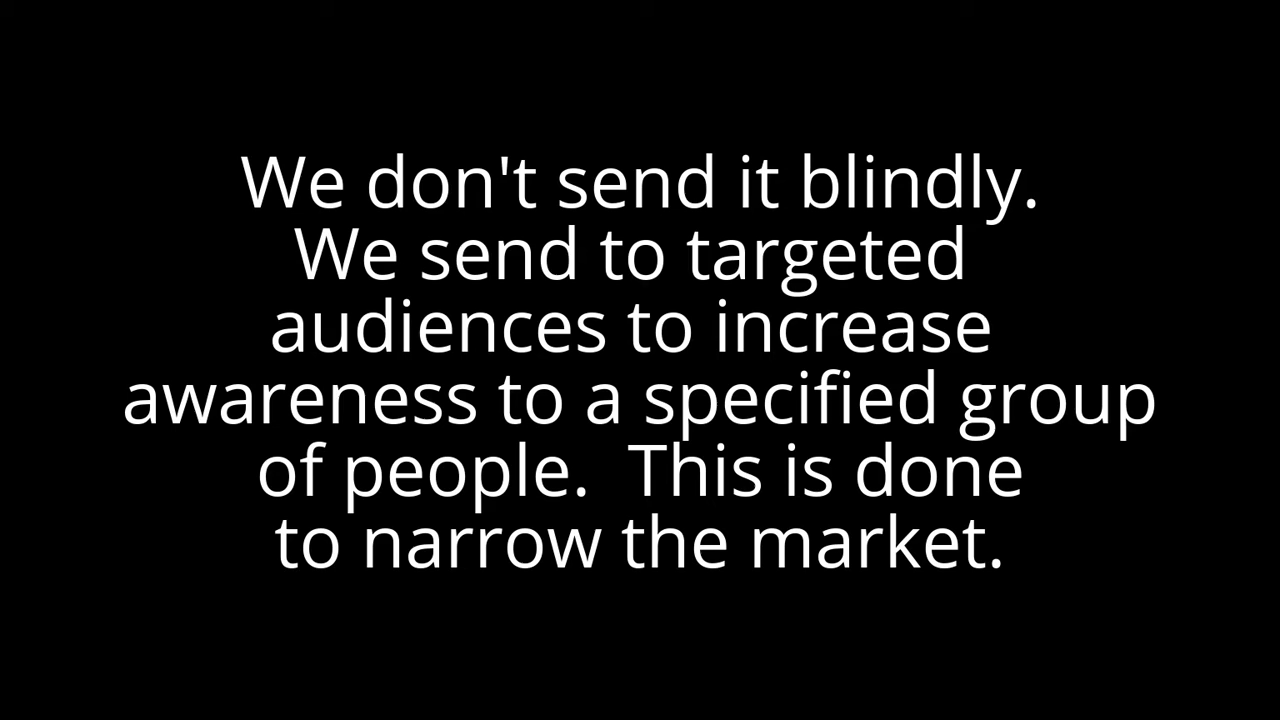 We don't send it blindly.
We send to targeted
audiences to increase
awareness to a specified group
of people.  This is done
to narrow the market.